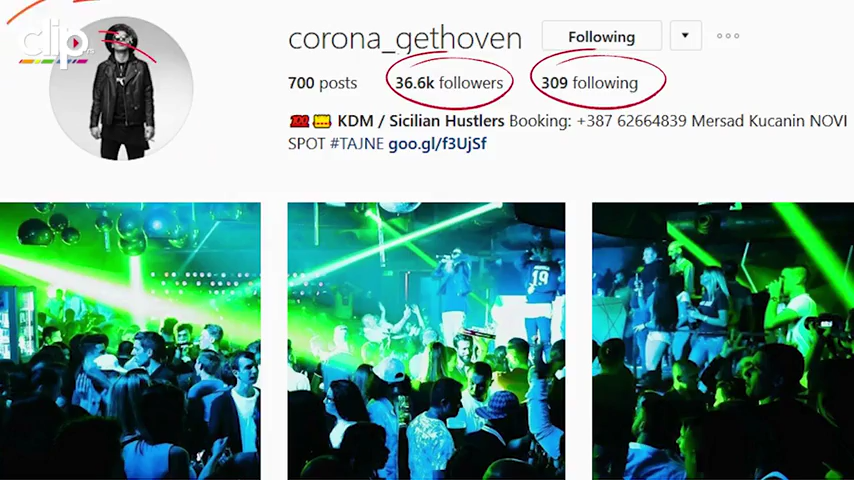 clip.rs
corona_gethoven
Following
700 posts
36.6k followers
309 following
KDM / Sicilian Hustlers Booking: +387 62664839 Mersad Kucanin NOVI
SPOT #TAJNE goo.gl/f3UjSf
19